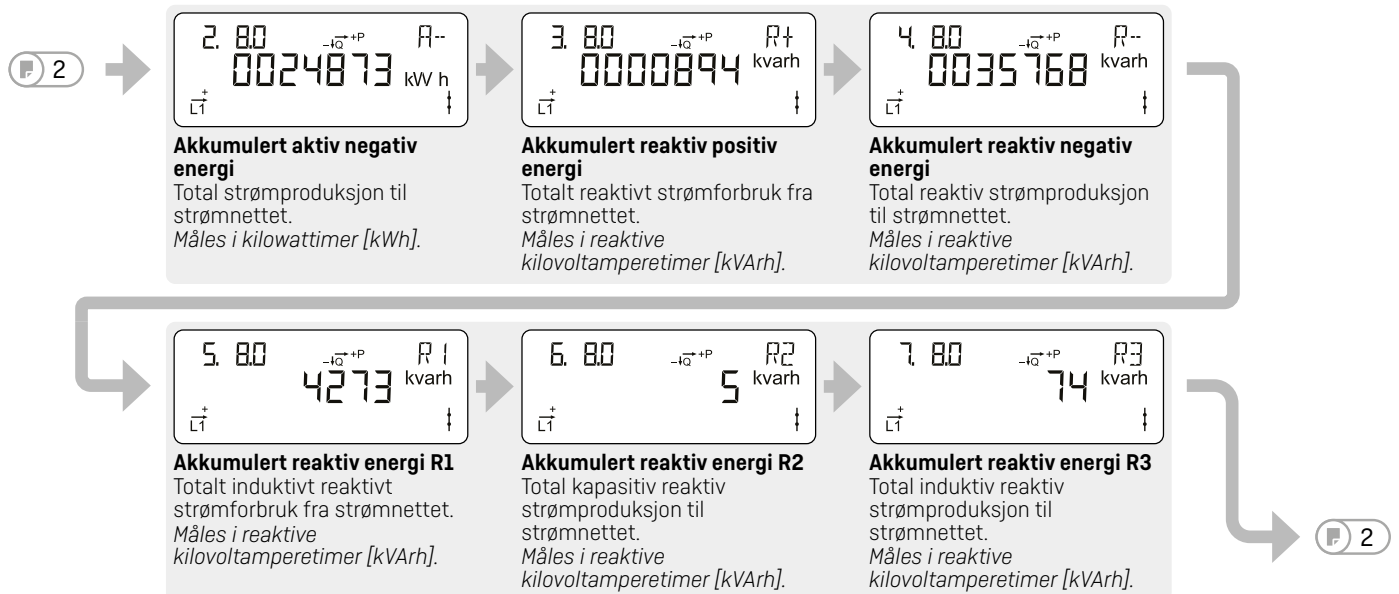 2
2. 8.0 -Q +P A--
0024873 kW h
+
L1
3. 8.0 -Q +P R+
0000894 kvarh
+
L1
4. 8.0 -Q +P R--
0035768 kvarh
+
L1
Akkumulert aktiv negativ
energi
Total strømproduksjon til
strømnettet.
Måles i kilowattimer [kWh].
Akkumulert reaktiv positiv
energi
Totalt reaktivt strømforbruk fra
strømnettet.
Måles i reaktive
kilovoltamperetimer [kVArh].
Akkumulert reaktiv negativ
energi
Total reaktiv strømproduksjon
til strømnettet.
Måles i reaktive
kilovoltamperetimer [kVArh].
5. 8.0 -Q +P R1
4273 kvarh
+
L1
6. 8.0 -Q +P R2
5 kvarh
+
L1
7. 8.0 -Q +P R3
74 kvarh
+
L1
Akkumulert reaktiv energi R1
Totalt induktivt reaktivt
strømforbruk fra strømnettet.
Måles i reaktive
kilovoltamperetimer [kVArh].
Akkumulert reaktiv energi R2
Total kapasitiv reaktiv
strømproduksjon til
strømnettet.
Måles i reaktive
kilovoltamperetimer [kVArh].
Akkumulert reaktiv energi R3
Total induktiv reaktiv
strømproduksjon til
strømnettet.
Måles i reaktive
kilovoltamperetimer [kVArh].
2